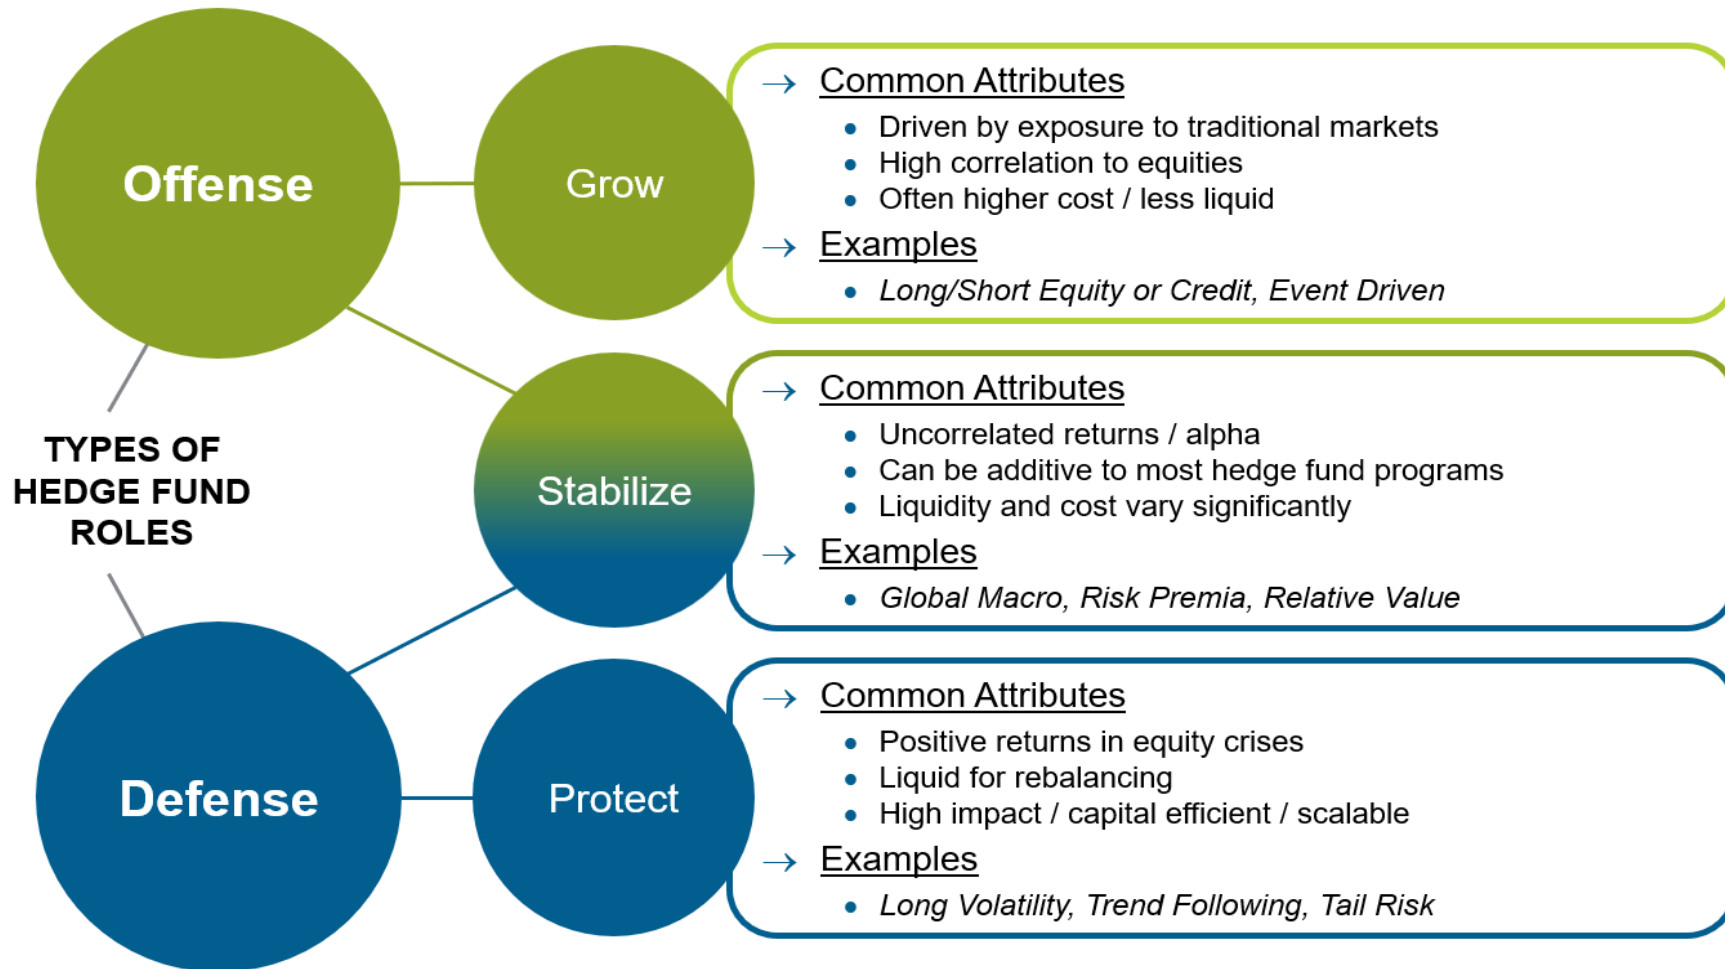 Offense
Grow
→ Common Attributes
• Driven by exposure to traditional markets
• High correlation to equities
• Often higher cost / less liquid
→ Examples
• Long/Short Equity or Credit, Event Driven
TYPES OF
HEDGE FUND
ROLES
Stabilize
→ Common Attributes
• Uncorrelated returns / alpha
• Can be additive to most hedge fund programs
• Liquidity and cost vary significantly
→ Examples
• Global Macro, Risk Premia, Relative Value
Defense
Protect
→ Common Attributes
• Positive returns in equity crises
• Liquid for rebalancing
• High impact / capital efficient / scalable
→ Examples
• Long Volatility, Trend Following, Tail Risk